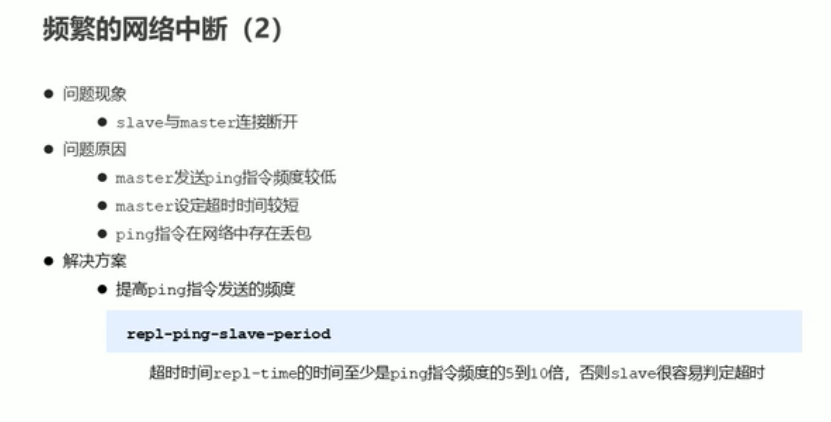 频繁的网络中断（2）
● 问题现象
● slave与master连接断开
● 问题原因
● master发送ping指令频度较低
● master设定超时时间较短
● ping指令在网络中存在丢包
● 解决方案
● 提高ping指令发送的频度
repl-ping-slave-period
超时时间repl-time的时间至少是ping指令频度的5到10倍，否则slave很容易判定超时